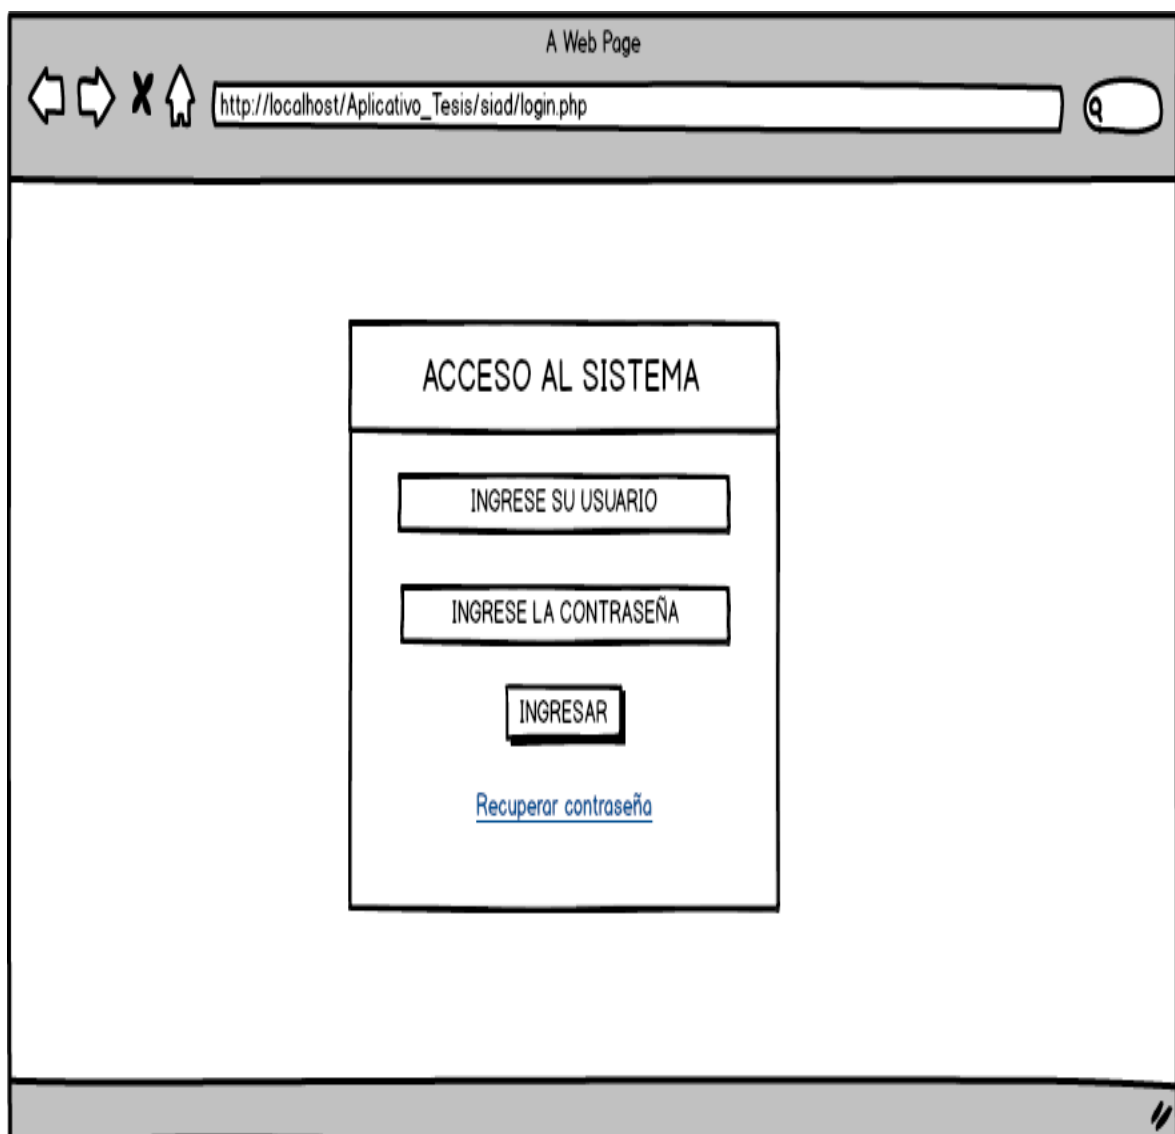 A Web Page
http://localhost/Aplicativo_Tesis/siad/login.php
ACCESO AL SISTEMA
INGRESE SU USUARIO
INGRESE LA CONTRASEÑA
INGRESAR
Recuperar contraseña